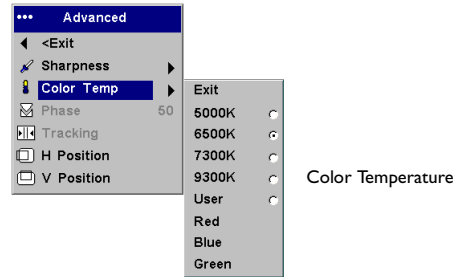 Advanced
<Exit
Sharpness
Color Temp
Phase 50
Tracking
H Position
V Position
Exit
5000K
6500K
7300K
9300K
User
Red
Blue
Green
Color Temperature